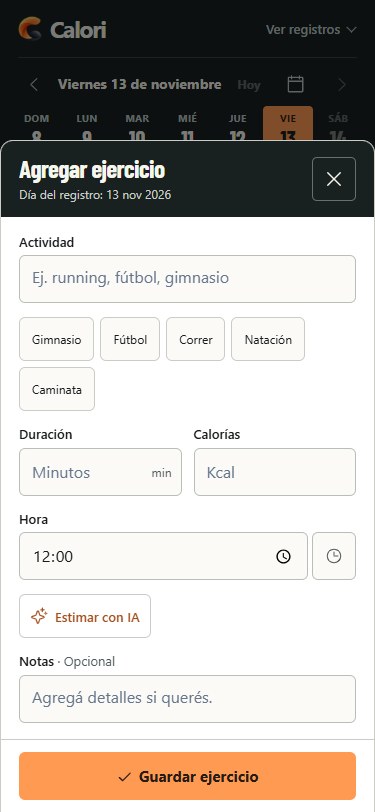 Calori
Ver registros
Viernes 13 de noviembre
Hoy
DOM LUN MAR MIÉ JUE VIE SÁB
8 9 10 11 12 13 14
Agregar ejercicio
Día del registro: 13 nov 2026
Actividad
Ej. running, fútbol, gimnasio
Gimnasio
Fútbol
Correr
Natación
Caminata
Duración
Calorías
Minutos
min
Kcal
Hora
12:00
Estimar con IA
Notas · Opcional
Agregá detalles si querés.
Guardar ejercicio